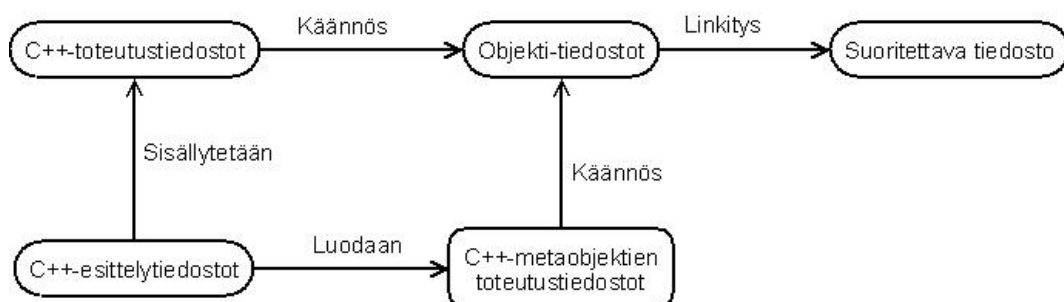 Käännös
Linkitys
C++-toteutustiedostot
Objekti-tiedostot
Suoritettava tiedosto
Sisällytetään
Käännös
Luodaan
C++-esittelytiedostot
C++-metaobjektien
toteutustiedostot